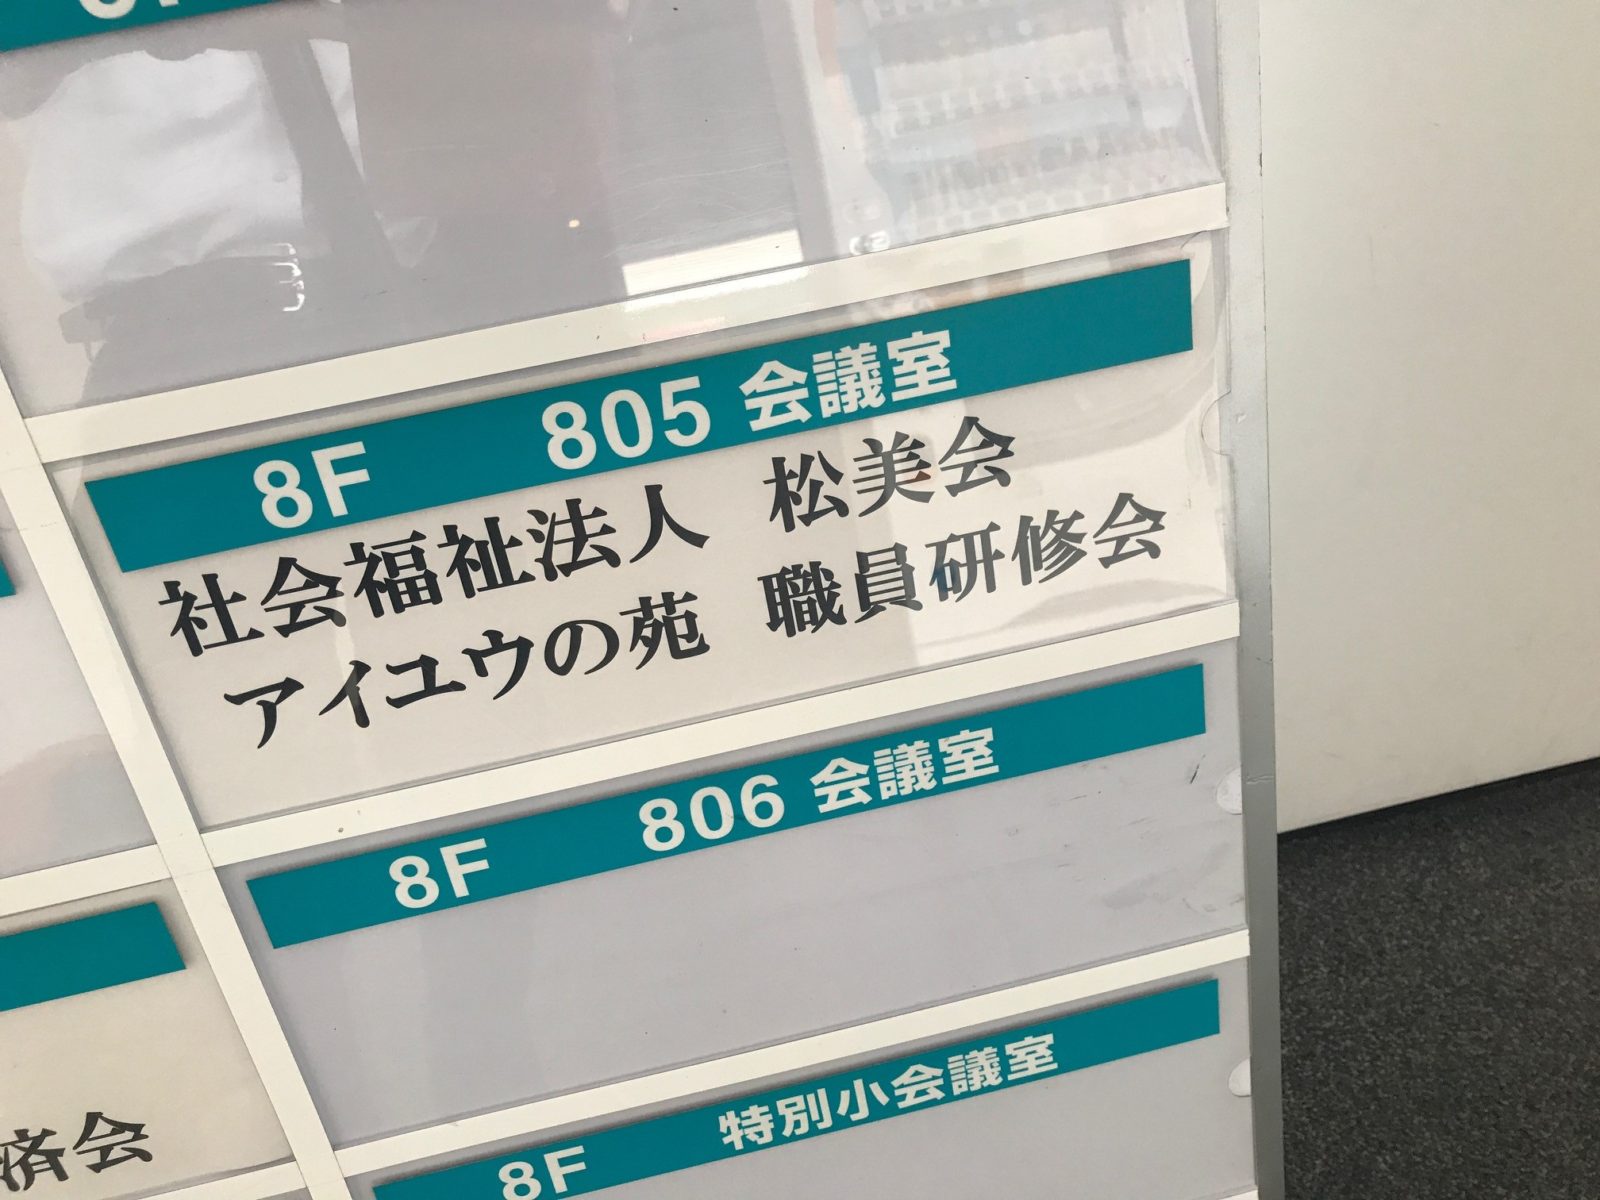 8F 805 会議室
社会福祉法人 松美会
アイユウの苑 職員研修会
8F 806 会議室
済会
8F 特別小会議室